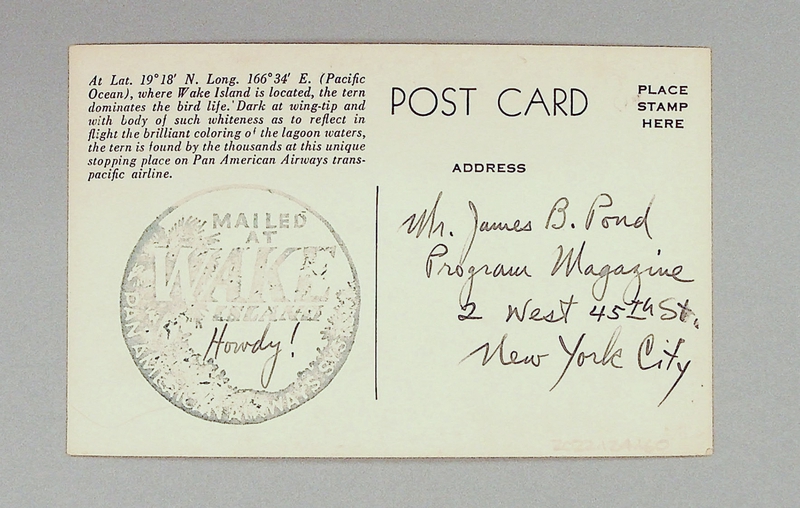 At Lat. 19°18' N. Long. 166°34' E. (Pacific
Ocean), where Wake Island is located, the tern
dominates the bird life. Dark at wing-tip and
with body of such whiteness as to reflect in
flight the brilliant coloring of the lagoon waters,
the tern is found by the thousands at this unique
stopping place on Pan American Airways trans-
pacific airline.
POST CARD
PLACE
STAMP
HERE
ADDRESS
MAILED
AT
WAKE
ISLAND
Howdy!
PAN AMERICAN AIRWAYS SYSTEM
Mr. James B. Pond
Program Magazine
2 West 45th St.
New York City